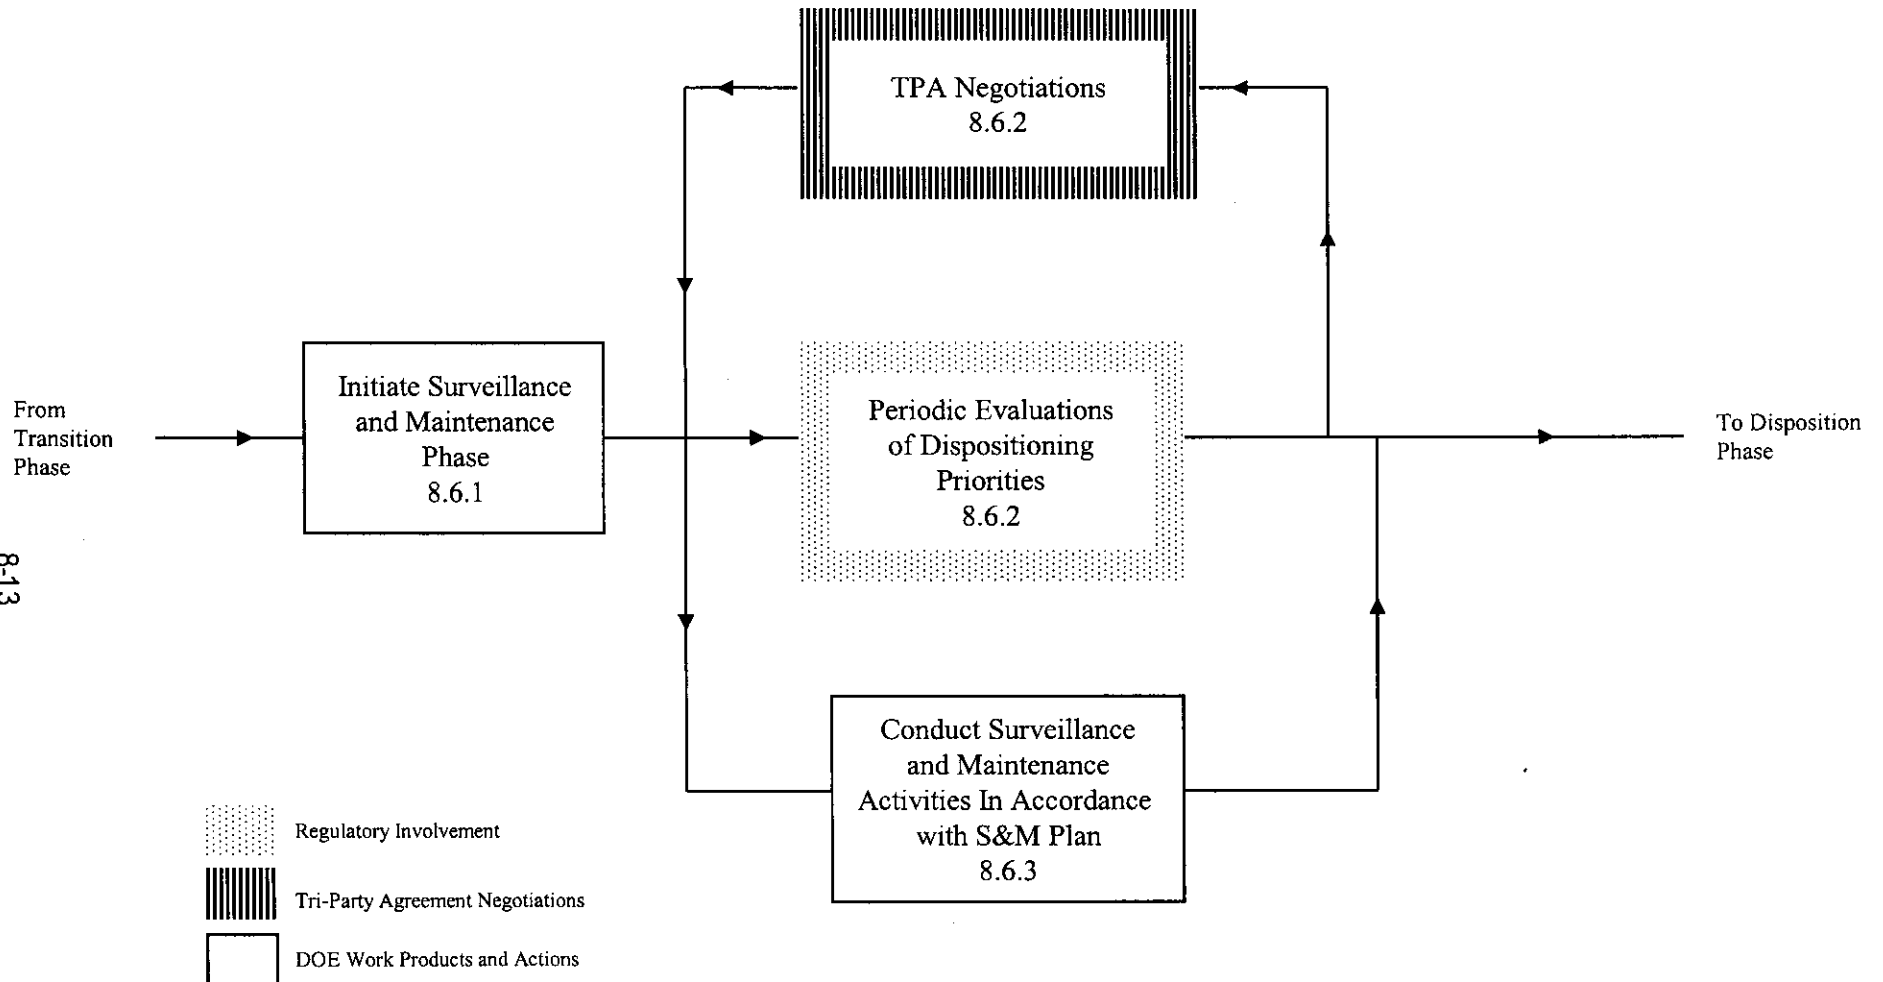 TPA Negotiations
8.6.2
From
Transition
Phase
Initiate Surveillance
and Maintenance
Phase
8.6.1
Periodic Evaluations
of Dispositioning
Priorities
8.6.2
To Disposition
Phase
Conduct Surveillance
and Maintenance
Activities In Accordance
with S&M Plan
8.6.3
8-13
Regulatory Involvement
Tri-Party Agreement Negotiations
DOE Work Products and Actions